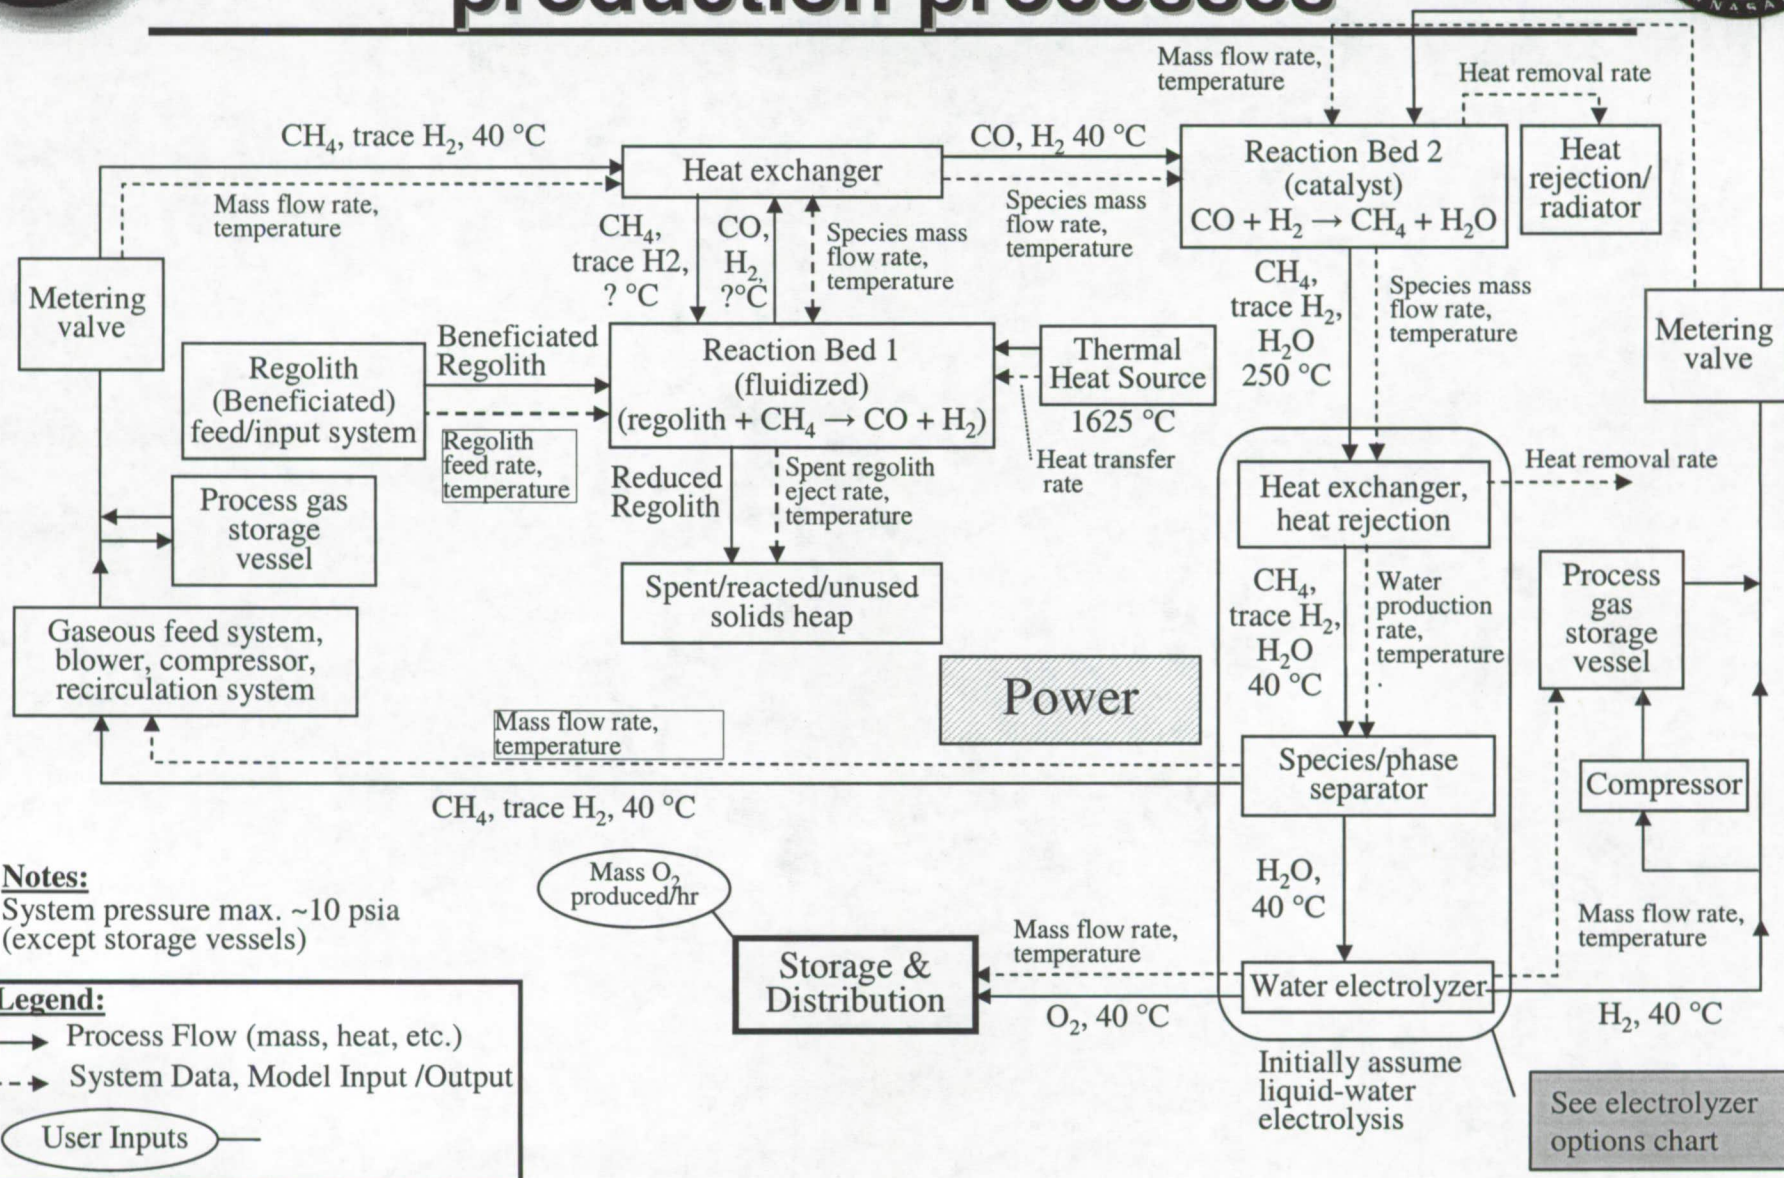 production processes
NASA
Mass flow rate,
temperature
Heat removal rate
CH₄, trace H₂, 40 °C
Heat exchanger
CO, H₂ 40 °C
Reaction Bed 2
(catalyst)
CO + H₂ → CH₄ + H₂O
Heat
rejection/
radiator
Mass flow rate,
temperature
CH₄,
trace H2,
? °C
CO,
H₂,
?°C
Species mass
flow rate,
temperature
Species mass
flow rate,
temperature
Metering
valve
Regolith
(Beneficiated)
feed/input system
Beneficiated
Regolith
Regolith
feed rate,
temperature
Reaction Bed 1
(fluidized)
(regolith + CH₄ → CO + H₂)
Thermal
Heat Source
1625 °C
Heat transfer
rate
CH₄,
trace H₂,
H₂O
250 °C
Species mass
flow rate,
temperature
Metering
valve
Process gas
storage
vessel
Reduced
Regolith
Spent regolith
eject rate,
temperature
Heat exchanger,
heat rejection
Heat removal rate
Spent/reacted/unused
solids heap
Gaseous feed system,
blower, compressor,
recirculation system
CH₄,
trace H₂,
H₂O
40 °C
Water
production
rate,
temperature
Process
gas
storage
vessel
Power
Mass flow rate,
temperature
Species/phase
separator
Compressor
CH₄, trace H₂, 40 °C
Notes:
System pressure max. ~10 psia
(except storage vessels)
Mass O₂
produced/hr
H₂O,
40 °C
Mass flow rate,
temperature
Mass flow rate,
temperature
Storage &
Distribution
Water electrolyzer
O₂, 40 °C
H₂, 40 °C
Legend:
Process Flow (mass, heat, etc.)
System Data, Model Input /Output
User Inputs
Initially assume
liquid-water
electrolysis
See electrolyzer
options chart